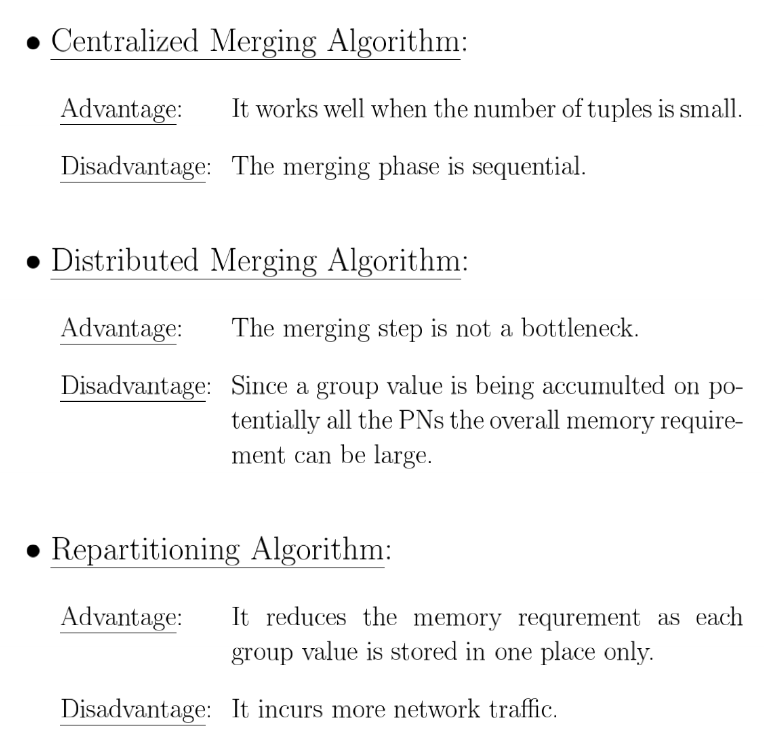 • Centralized Merging Algorithm:
Advantage: It works well when the number of tuples is small.
Disadvantage: The merging phase is sequential.
• Distributed Merging Algorithm:
Advantage: The merging step is not a bottleneck.
Disadvantage: Since a group value is being accumulted on po-
tentially all the PNs the overall memory require-
ment can be large.
• Repartitioning Algorithm:
Advantage: It reduces the memory requrement as each
group value is stored in one place only.
Disadvantage: It incurs more network traffic.